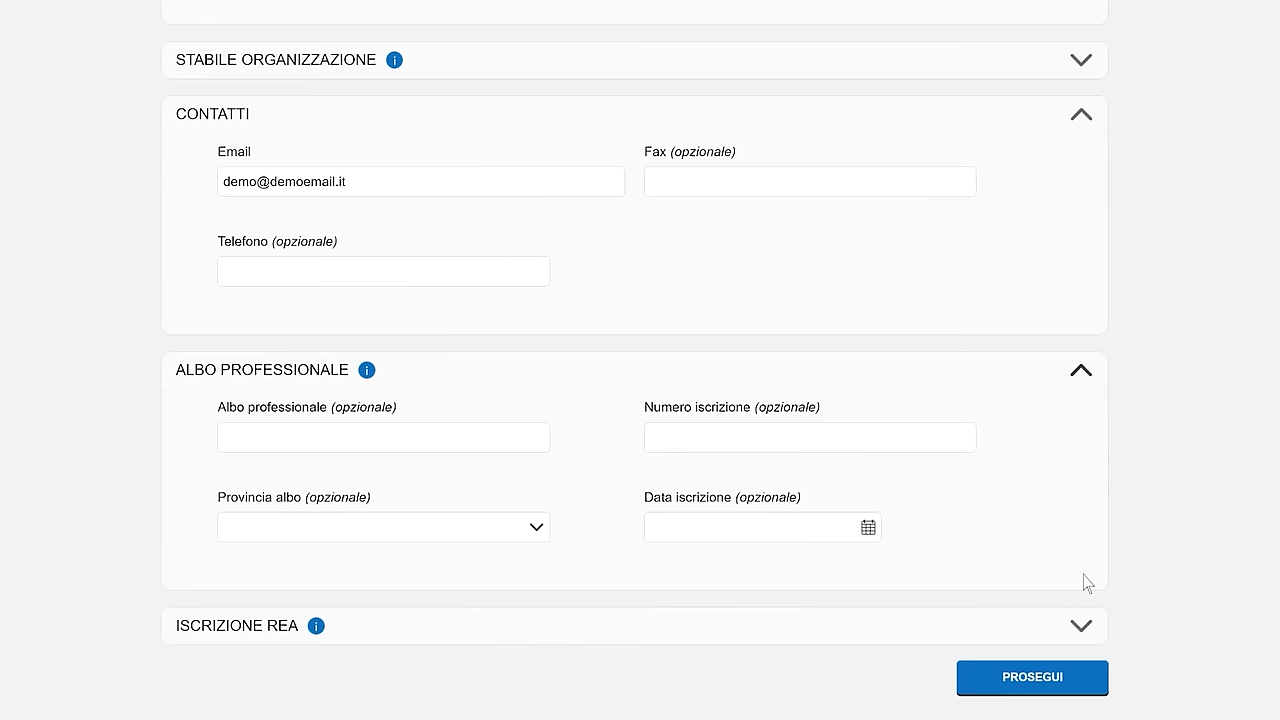 STABILE ORGANIZZAZIONE i
CONTATTI
Email
Fax (opzionale)
demo@demoemail.it
Telefono (opzionale)
ALBO PROFESSIONALE i
Albo professionale (opzionale)
Numero iscrizione (opzionale)
Provincia albo (opzionale)
Data iscrizione (opzionale)
ISCRIZIONE REA i
PROSEGUI